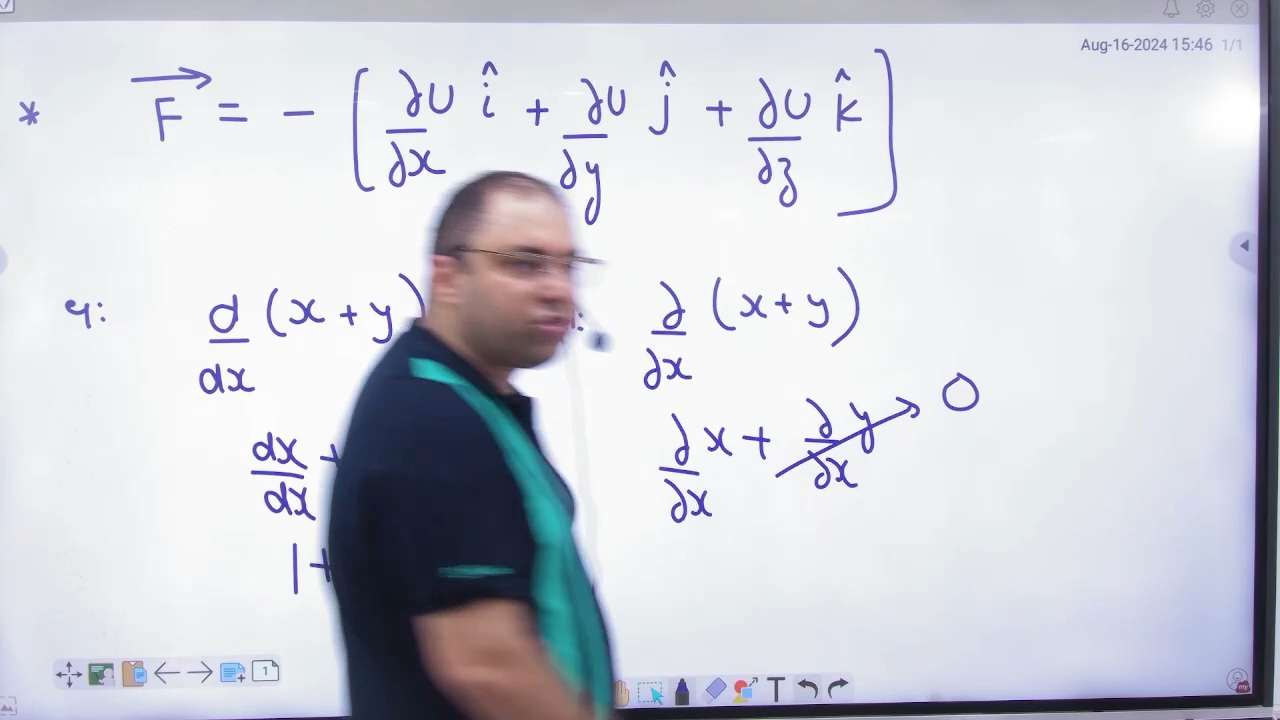 Aug-16-2024 15:46 1/1
* F⃗ = - [ ∂U/∂x î + ∂U/∂y ĵ + ∂U/∂z k̂ ]
d/dx (x + y
∂/∂x (x+y)
dx/dx +
∂/∂x x + ∂/∂x y → 0
1+